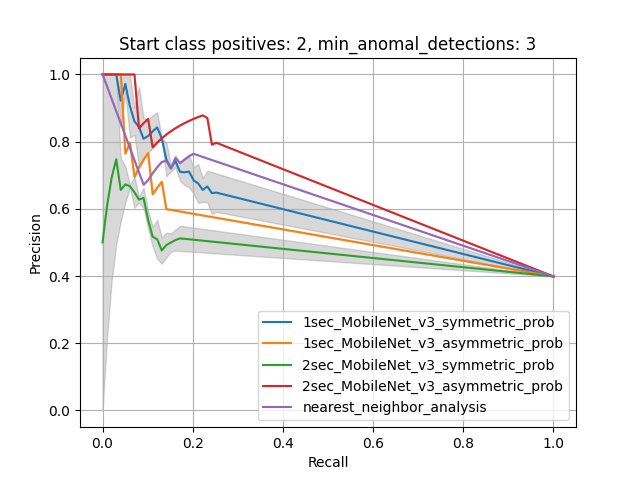 Start class positives: 2, min_anomal_detections: 3
1.0
0.8
0.6
0.4
0.2
0.0
Precision
1sec_MobileNet_v3_symmetric_prob
1sec_MobileNet_v3_asymmetric_prob
2sec_MobileNet_v3_symmetric_prob
2sec_MobileNet_v3_asymmetric_prob
nearest_neighbor_analysis
0.0 0.2 0.4 0.6 0.8 1.0
Recall